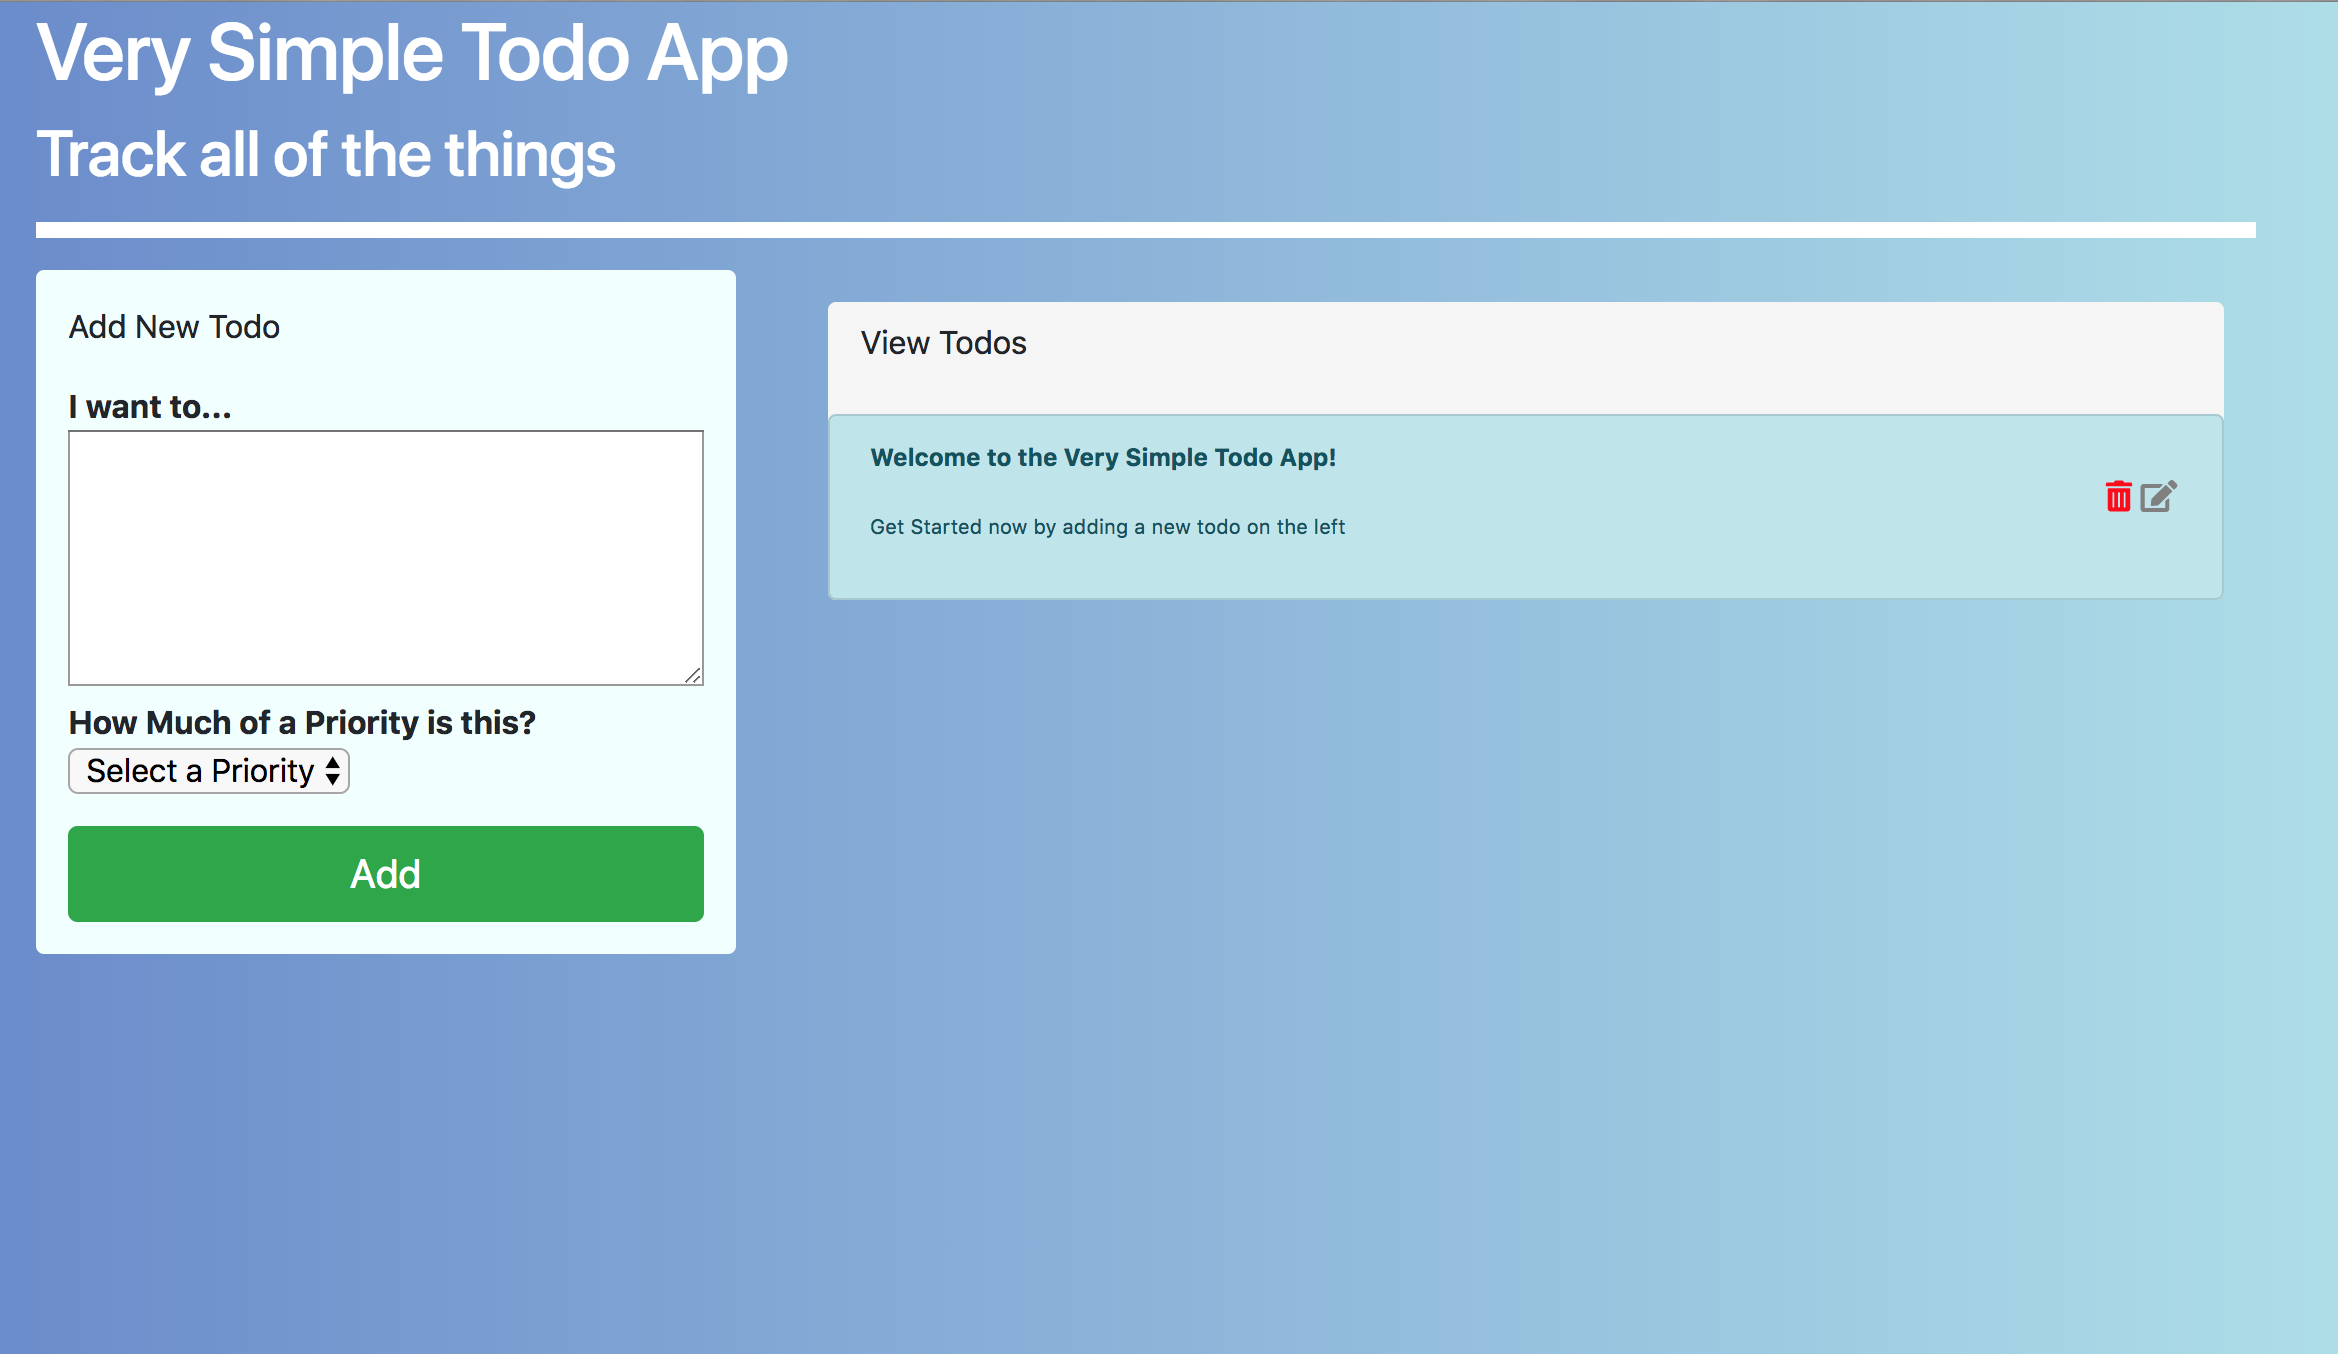 Very Simple Todo App
Track all of the things
Add New Todo
I want to...
How Much of a Priority is this?
Select a Priority
Add
View Todos
Welcome to the Very Simple Todo App!
Get Started now by adding a new todo on the left